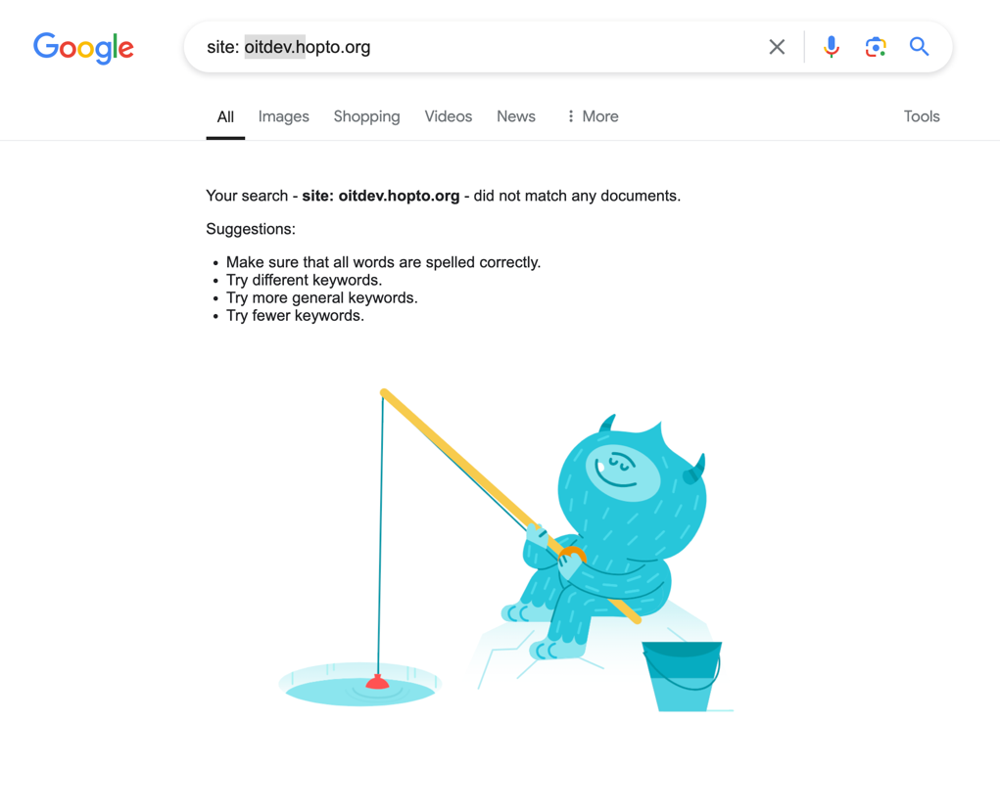 Google
site: oitdev.hopto.org
All Images Shopping Videos News More Tools
Your search - site: oitdev.hopto.org - did not match any documents.
Suggestions:
Make sure that all words are spelled correctly.
Try different keywords.
Try more general keywords.
Try fewer keywords.